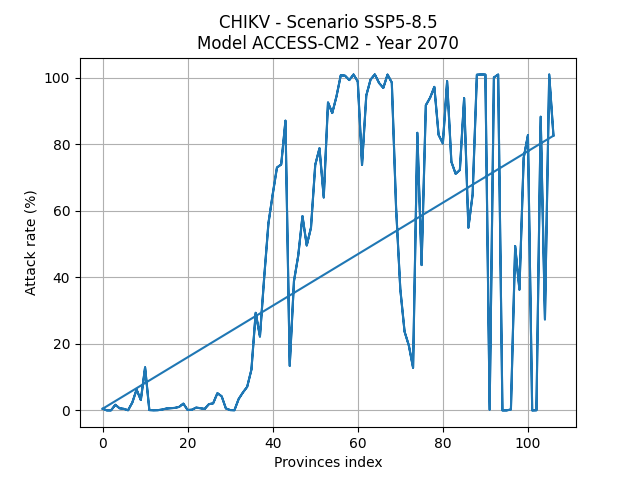 CHIKV - Scenario SSP5-8.5
Model ACCESS-CM2 - Year 2070
Attack rate (%)
100
80
60
40
20
0
0 20 40 60 80 100
Provinces index